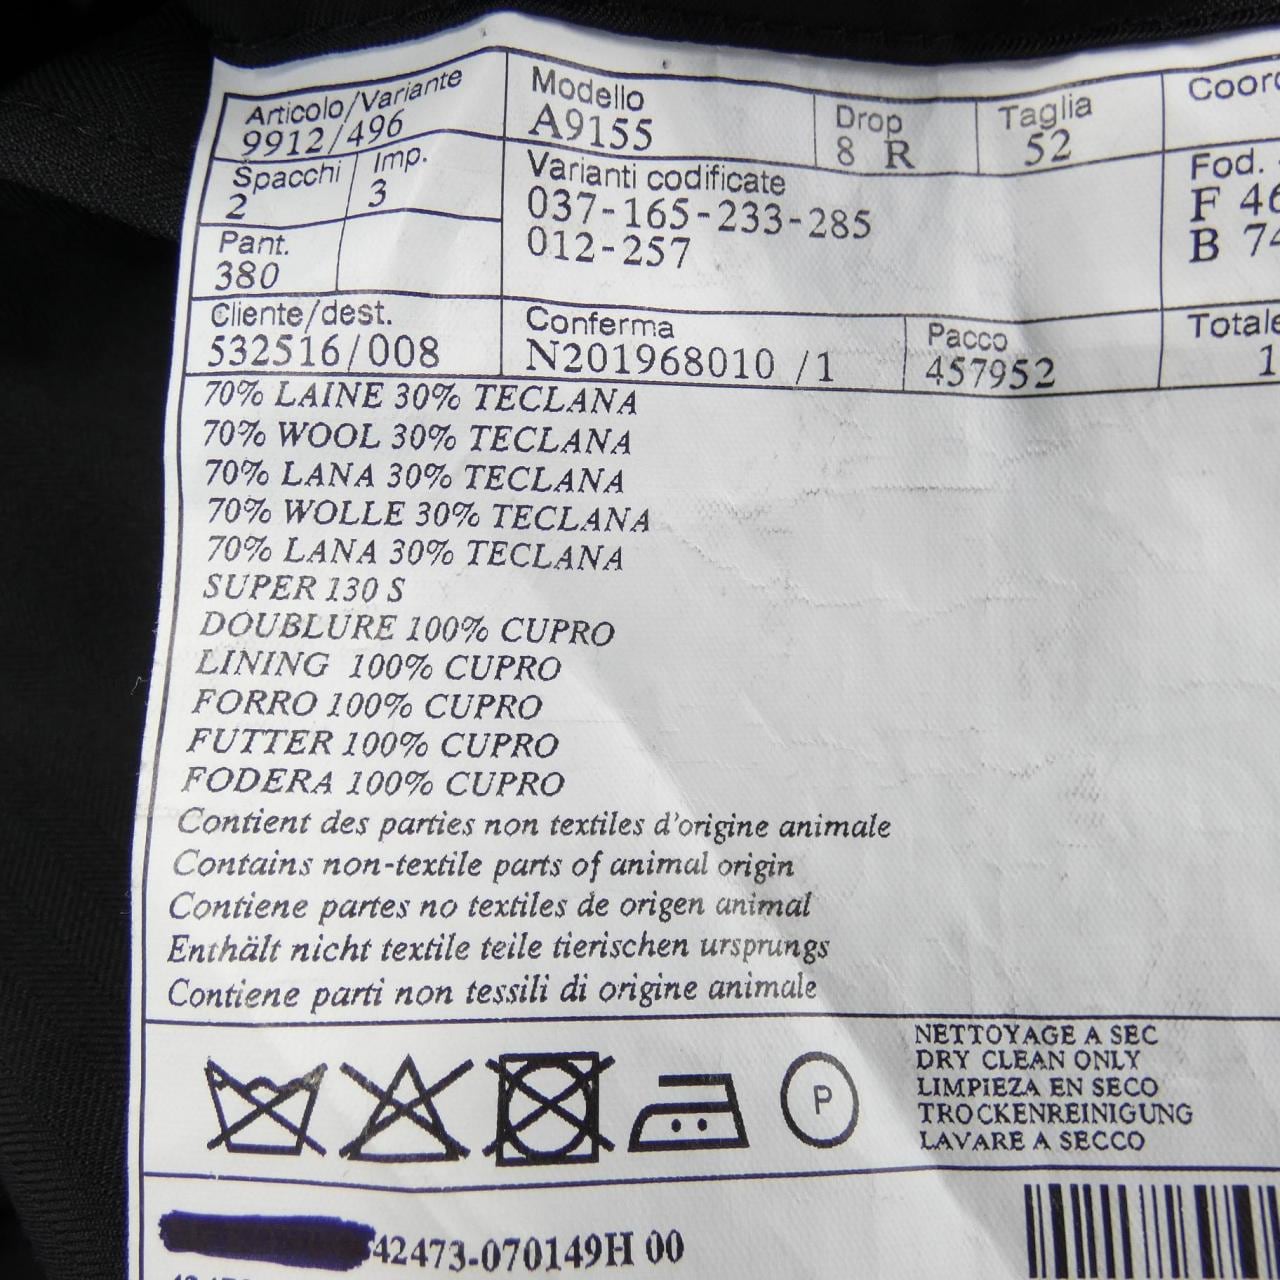 Articolo/Variante
9912/496
Modello
A9155
Drop
8 R
Taglia
52
Spacchi
2
Imp.
3
Varianti codificate
037-165-233-285
012-257
Fod.
F 46
B 74
Pant.
380
Cliente/dest.
532516/008
Conferma
N201968010 /1
Pacco
457952
Totale
1
70% LAINE 30% TECLANA
70% WOOL 30% TECLANA
70% LANA 30% TECLANA
70% WOLLE 30% TECLANA
70% LANA 30% TECLANA
SUPER 130 S
DOUBLURE 100% CUPRO
LINING 100% CUPRO
FORRO 100% CUPRO
FUTTER 100% CUPRO
FODERA 100% CUPRO
Contient des parties non textiles d'origine animale
Contains non-textile parts of animal origin
Contiene partes no textiles de origen animal
Enthält nicht textile teile tierischen ursprungs
Contiene parti non tessili di origine animale
P
NETTOYAGE A SEC
DRY CLEAN ONLY
LIMPIEZA EN SECO
TROCKENREINIGUNG
LAVARE A SECCO
42473-070149H 00